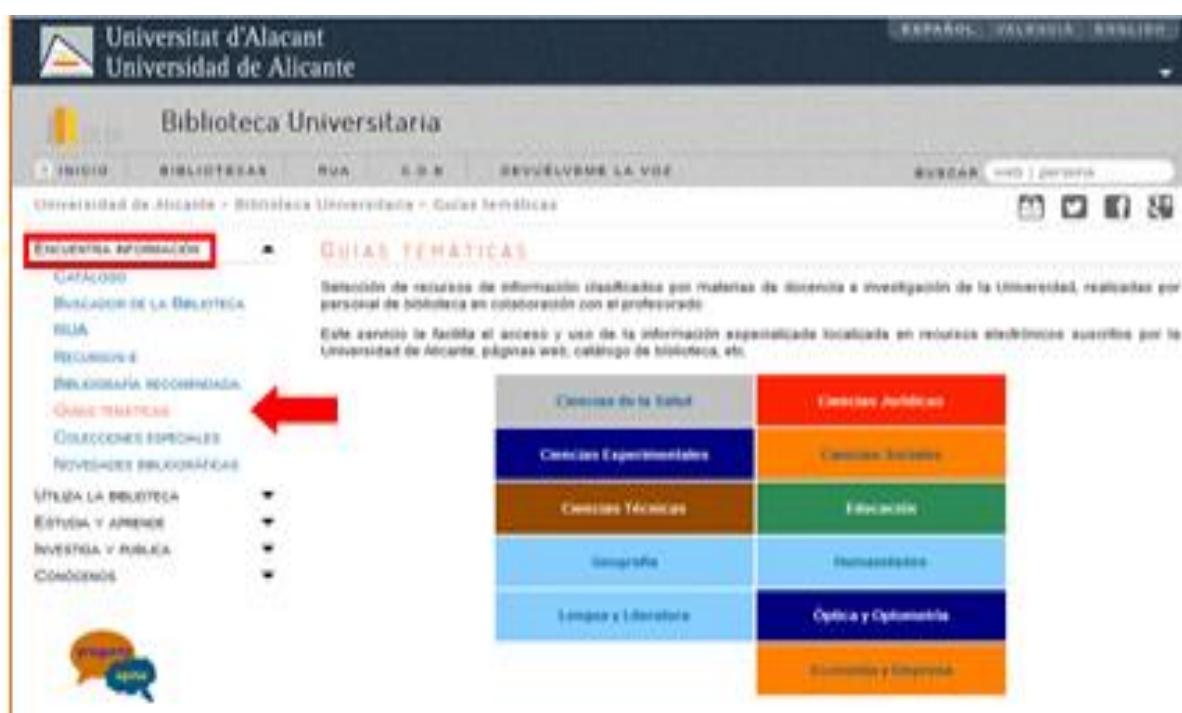 Universitat d'Alacant
Universidad de Alicante
ESPAÑOL VALENCIÀ ENGLISH
Biblioteca Universitaria
INICIO BIBLIOTECAS RUA DEVUÉLVEME LA VOZ BUSCAR web | persona
Universidad de Alicante > Biblioteca Universitaria > Guías temáticas
ENCUENTRA INFORMACIÓN
CATÁLOGO
BUSCADOR DE LA BIBLIOTECA
RUA
RECURSOS-E
BIBLIOGRAFÍA RECOMENDADA
GUÍAS TEMÁTICAS
COLECCIONES ESPECIALES
NOVEDADES BIBLIOGRÁFICAS
UTILIZA LA BIBLIOTECA
ESTUDIA Y APRENDE
INVESTIGA Y PUBLICA
CONÓCENOS
GUÍAS TEMÁTICAS
Selección de recursos de información clasificados por materias de docencia e investigación de la Universidad, realizadas por
personal de biblioteca en colaboración con el profesorado.
Este servicio le facilita el acceso y uso de la información especializada localizada en recursos electrónicos suscritos por la
Universidad de Alicante, páginas web, catálogo de biblioteca, etc.
Ciencias de la Salud
Ciencias Jurídicas
Ciencias Experimentales
Ciencias Sociales
Ciencias Técnicas
Educación
Geografía
Humanidades
Lengua y Literatura
Óptica y Optometría
Economía y Empresa